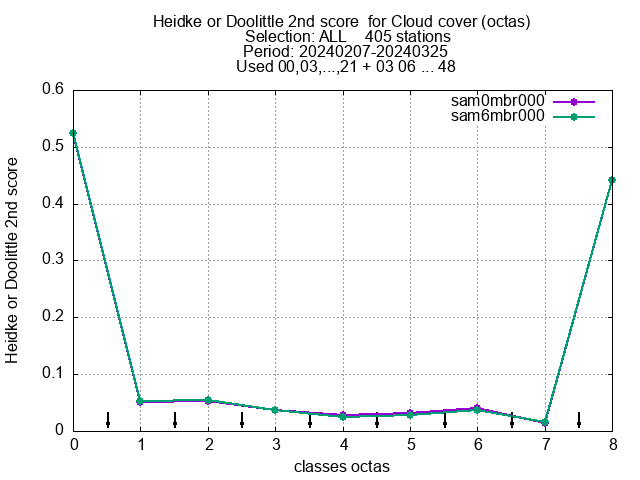 Heidke or Doolittle 2nd score  for Cloud cover (octas)
Selection: ALL    405 stations
Period: 20240207-20240325
Used 00,03,...,21 + 03 06 ... 48
sam0mbr000
sam6mbr000
0.6
0.5
0.4
0.3
0.2
0.1
0
Heidke or Doolittle 2nd score
0 1 2 3 4 5 6 7 8
classes octas